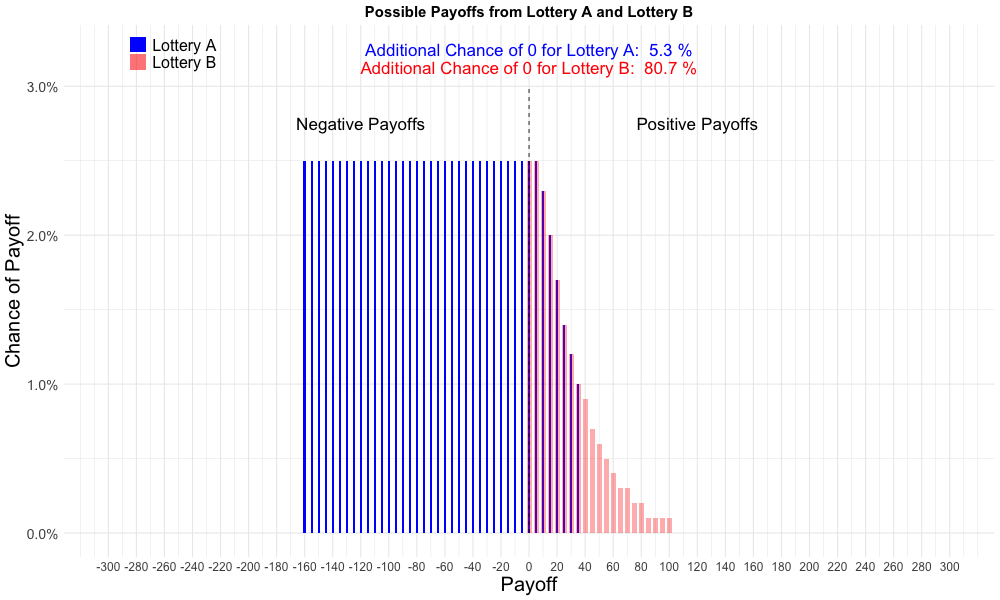 Possible Payoffs from Lottery A and Lottery B
Lottery A
Lottery B
Additional Chance of 0 for Lottery A:  5.3 %
Additional Chance of 0 for Lottery B:  80.7 %
Negative Payoffs
Positive Payoffs
Chance of Payoff
3.0%
2.0%
1.0%
0.0%
-300 -280 -260 -240 -220 -200 -180 -160 -140 -120 -100 -80 -60 -40 -20 0 20 40 60 80 100 120 140 160 180 200 220 240 260 280 300
Payoff